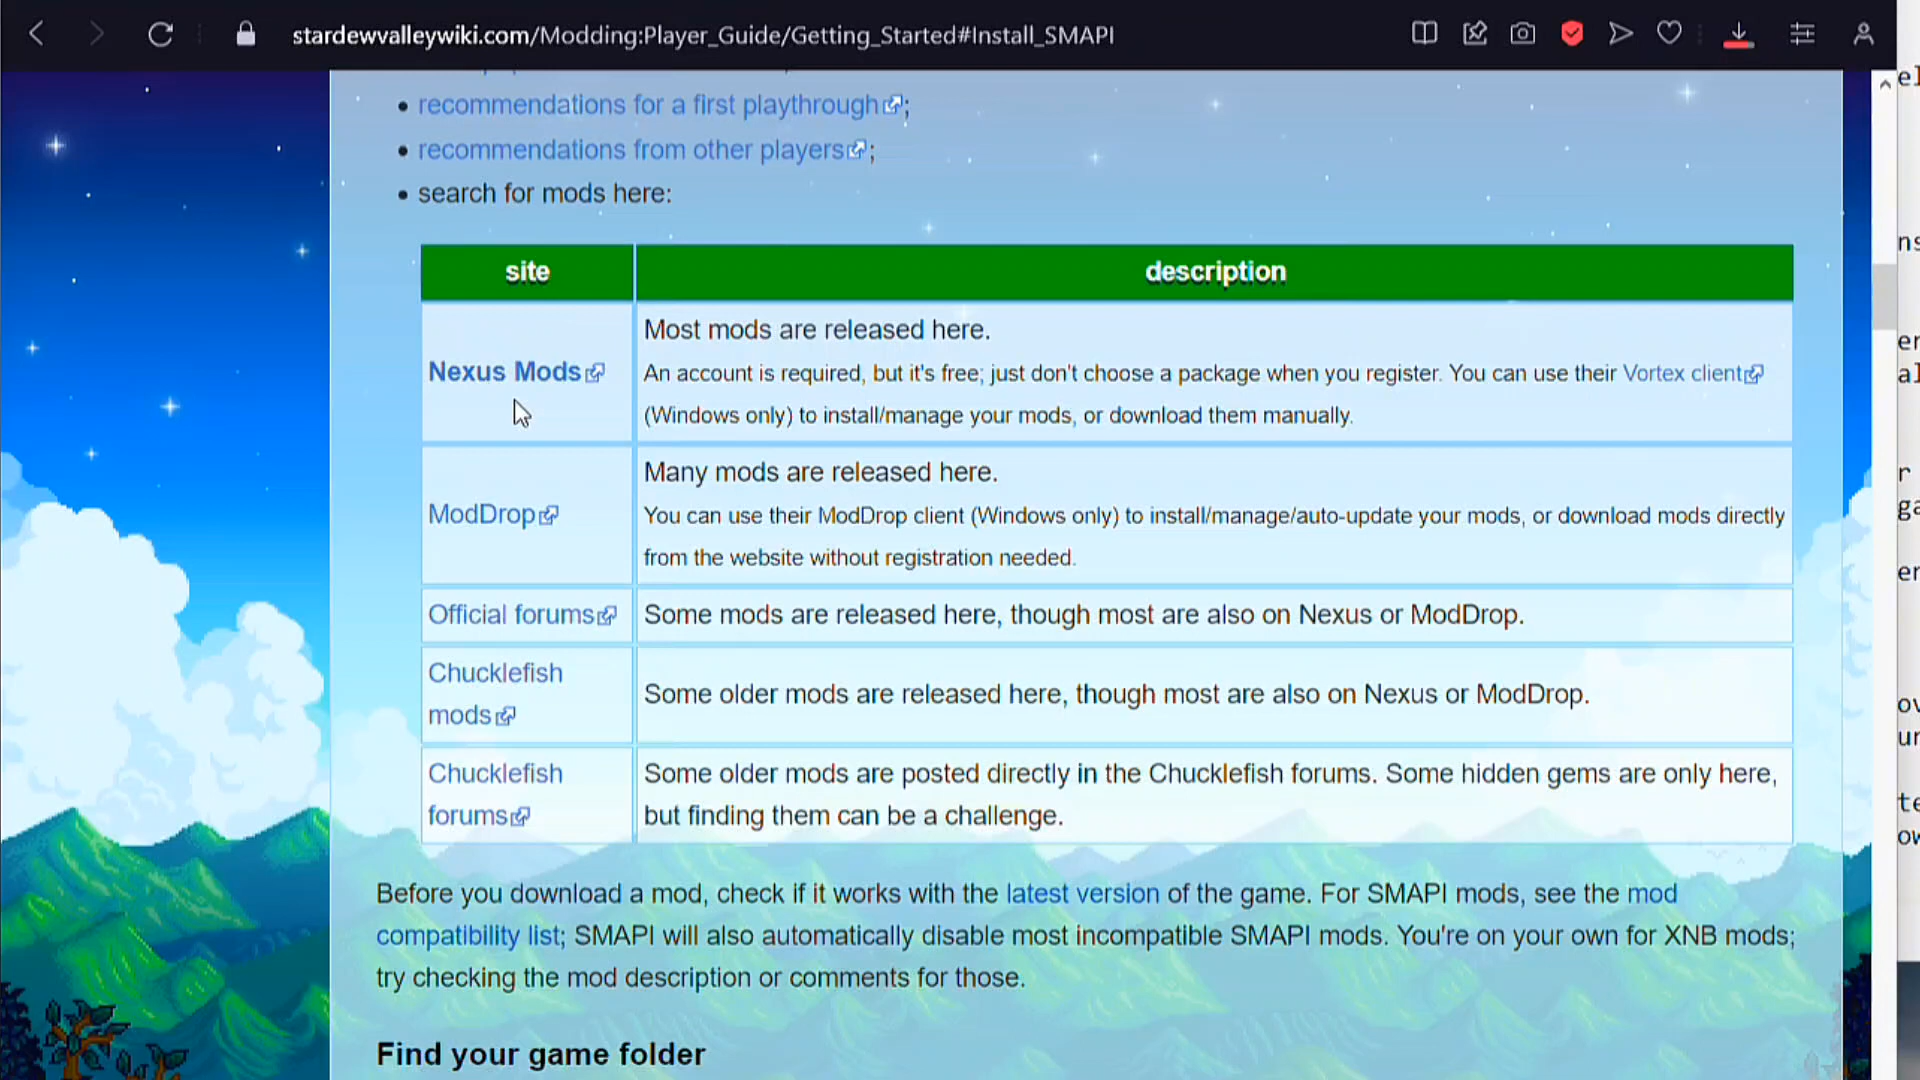 stardewvalleywiki.com/Modding:Player_Guide/Getting_Started#Install_SMAPI
recommendations for a first playthrough;
recommendations from other players;
search for mods here:
site description
Most mods are released here.
Nexus Mods
An account is required, but it's free; just don't choose a package when you register. You can use their Vortex client
(Windows only) to install/manage your mods, or download them manually.
Many mods are released here.
ModDrop
You can use their ModDrop client (Windows only) to install/manage/auto-update your mods, or download mods directly
from the website without registration needed.
Official forums
Some mods are released here, though most are also on Nexus or ModDrop.
Chucklefish
mods
Some older mods are released here, though most are also on Nexus or ModDrop.
Chucklefish
forums
Some older mods are posted directly in the Chucklefish forums. Some hidden gems are only here,
but finding them can be a challenge.
Before you download a mod, check if it works with the latest version of the game. For SMAPI mods, see the mod
compatibility list; SMAPI will also automatically disable most incompatible SMAPI mods. You're on your own for XNB mods;
try checking the mod description or comments for those.
Find your game folder